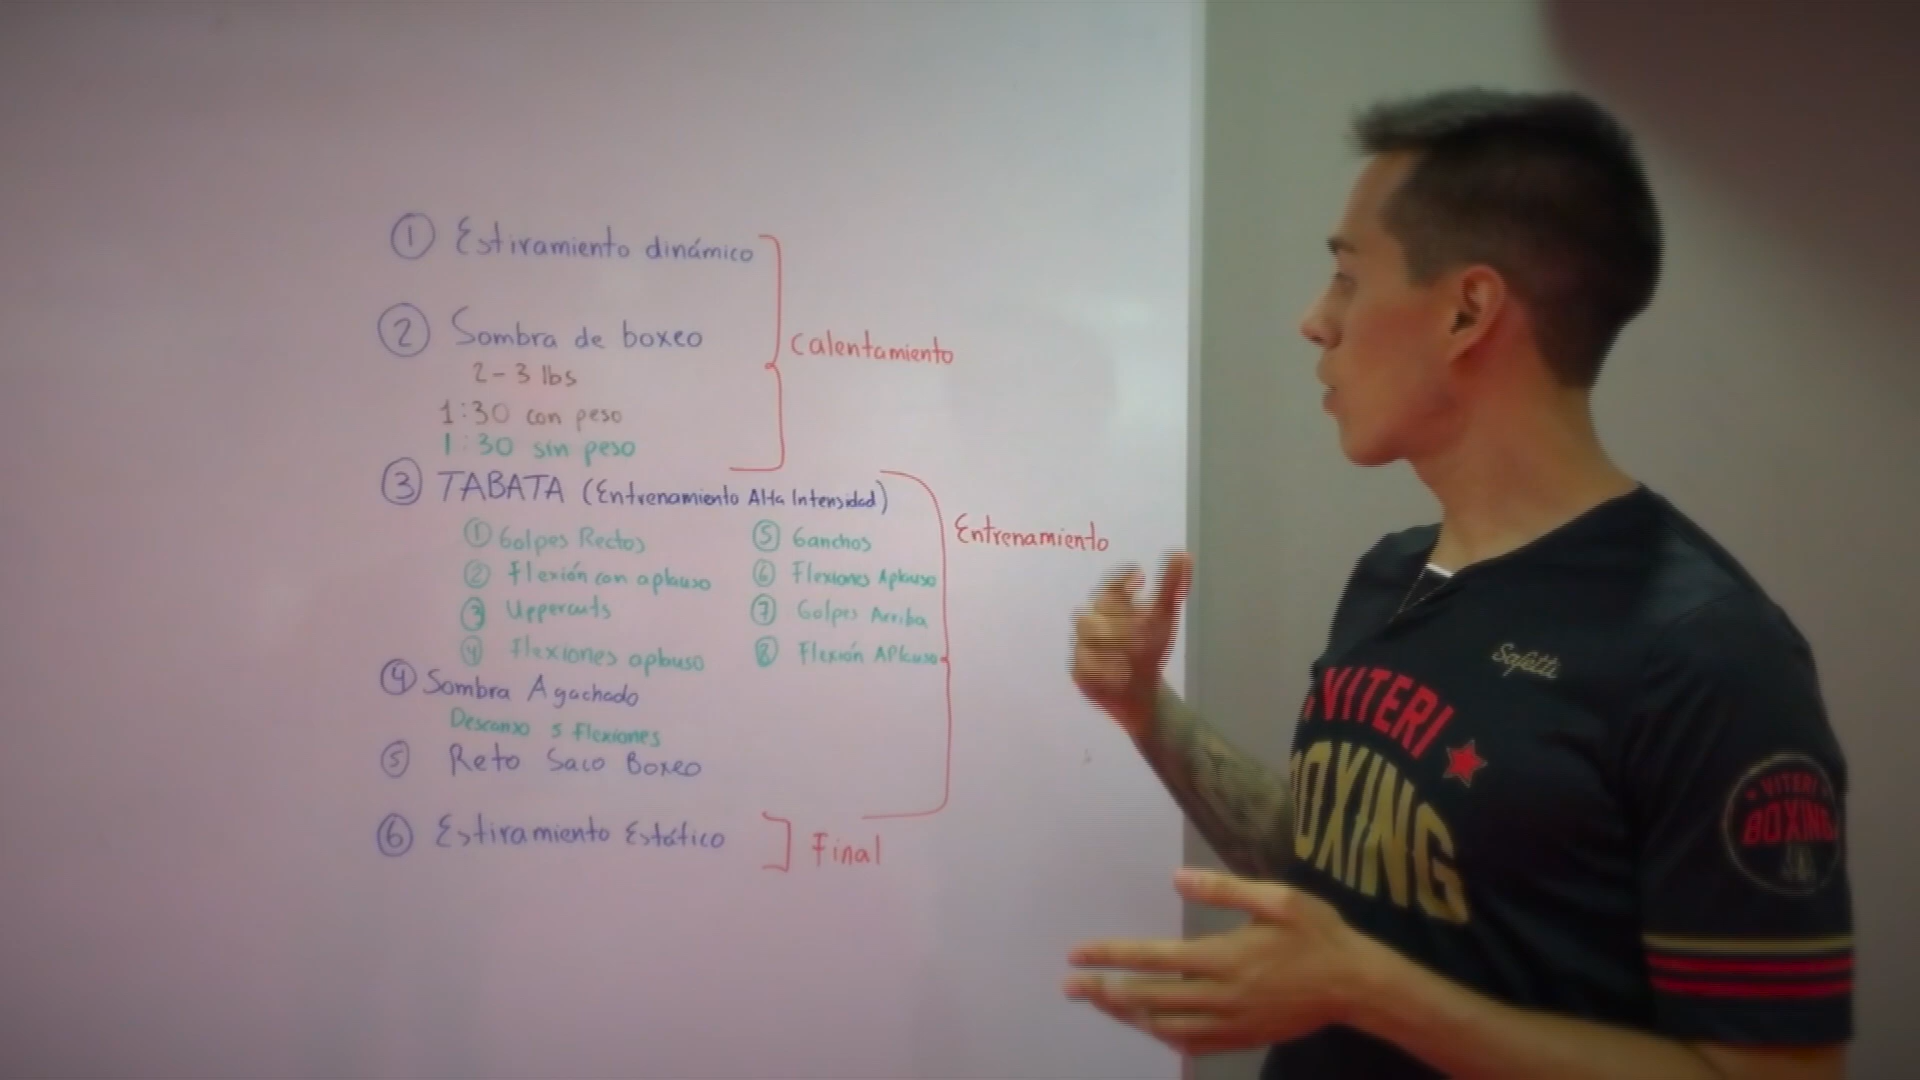 ① Estiramiento dinámico
② Sombra de boxeo
2-3 lbs
1:30 con peso
1:30 sin peso
Calentamiento
③ TABATA (Entrenamiento Alta Intensidad)
① Golpes Rectos
② Flexión con aplauso
③ Uppercuts
④ Flexiones aplauso
⑤ Ganchos
⑥ Flexiones Aplauso
⑦ Golpes Arriba
⑧ Flexión Aplauso
④ Sombra Agachado
Descanso 5 Flexiones
⑤ Reto Saco Boxeo
Entrenamiento
⑥ Estiramiento Estático
Final
Safetti
VITERI
BOXING
VITERI
BOXING